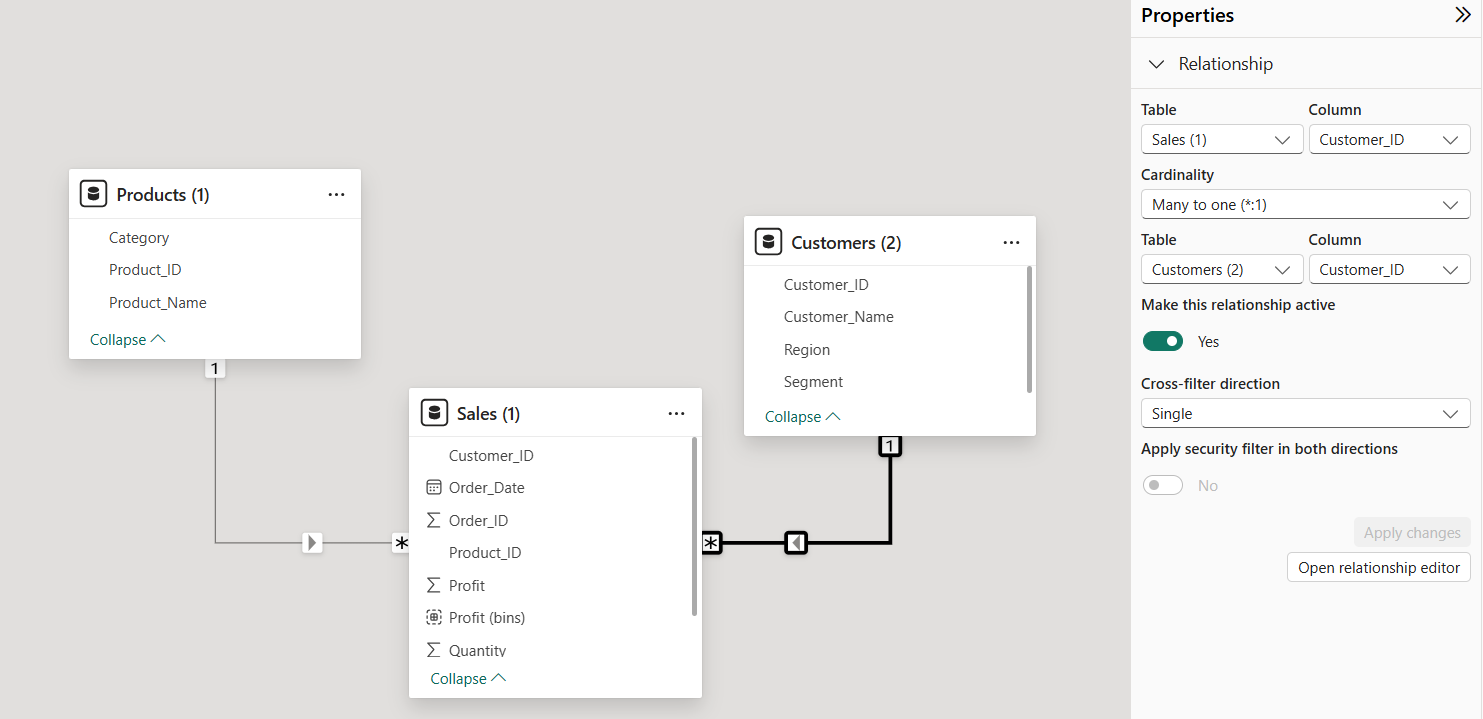 Products (1)
Category
Product_ID
Product_Name
Collapse
1
Sales (1)
Customer_ID
Order_Date
Order_ID
Product_ID
Profit
Profit (bins)
Quantity
Collapse
*
*
Customers (2)
Customer_ID
Customer_Name
Region
Segment
Collapse
1
Properties
Relationship
Table Column
Sales (1) Customer_ID
Cardinality
Many to one (*:1)
Table Column
Customers (2) Customer_ID
Make this relationship active
Yes
Cross-filter direction
Single
Apply security filter in both directions
No
Apply changes
Open relationship editor